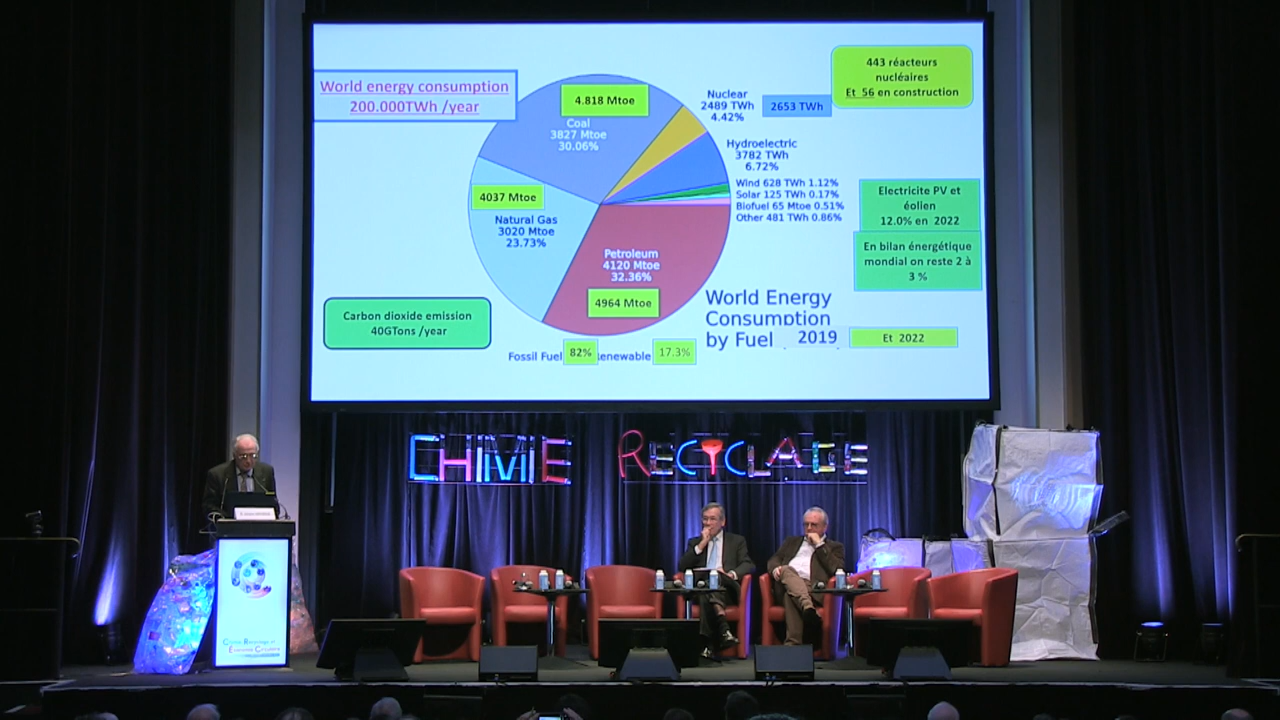 World energy consumption
200.000TWh /year
4.818 Mtoe
Coal
3827 Mtoe
30.06%
Nuclear
2489 TWh
4.42%
2653 TWh
443 réacteurs
nucléaires
Et 56 en construction
Hydroelectric
3782 TWh
6.72%
Wind 628 TWh 1.12%
Solar 125 TWh 0.17%
Biofuel 65 Mtoe 0.51%
Other 481 TWh 0.86%
Electricite PV et
éolien
12.0% en 2022
En bilan énergétique
mondial on reste 2 à
3 %
4037 Mtoe
Natural Gas
3020 Mtoe
23.73%
Petroleum
4120 Mtoe
32.36%
4964 Mtoe
Carbon dioxide emission
40GTons /year
World Energy
Consumption
by Fuel 2019
Et 2022
Fossil Fuel 82% enewable 17.3%
CHIMIE RECYCLAGE